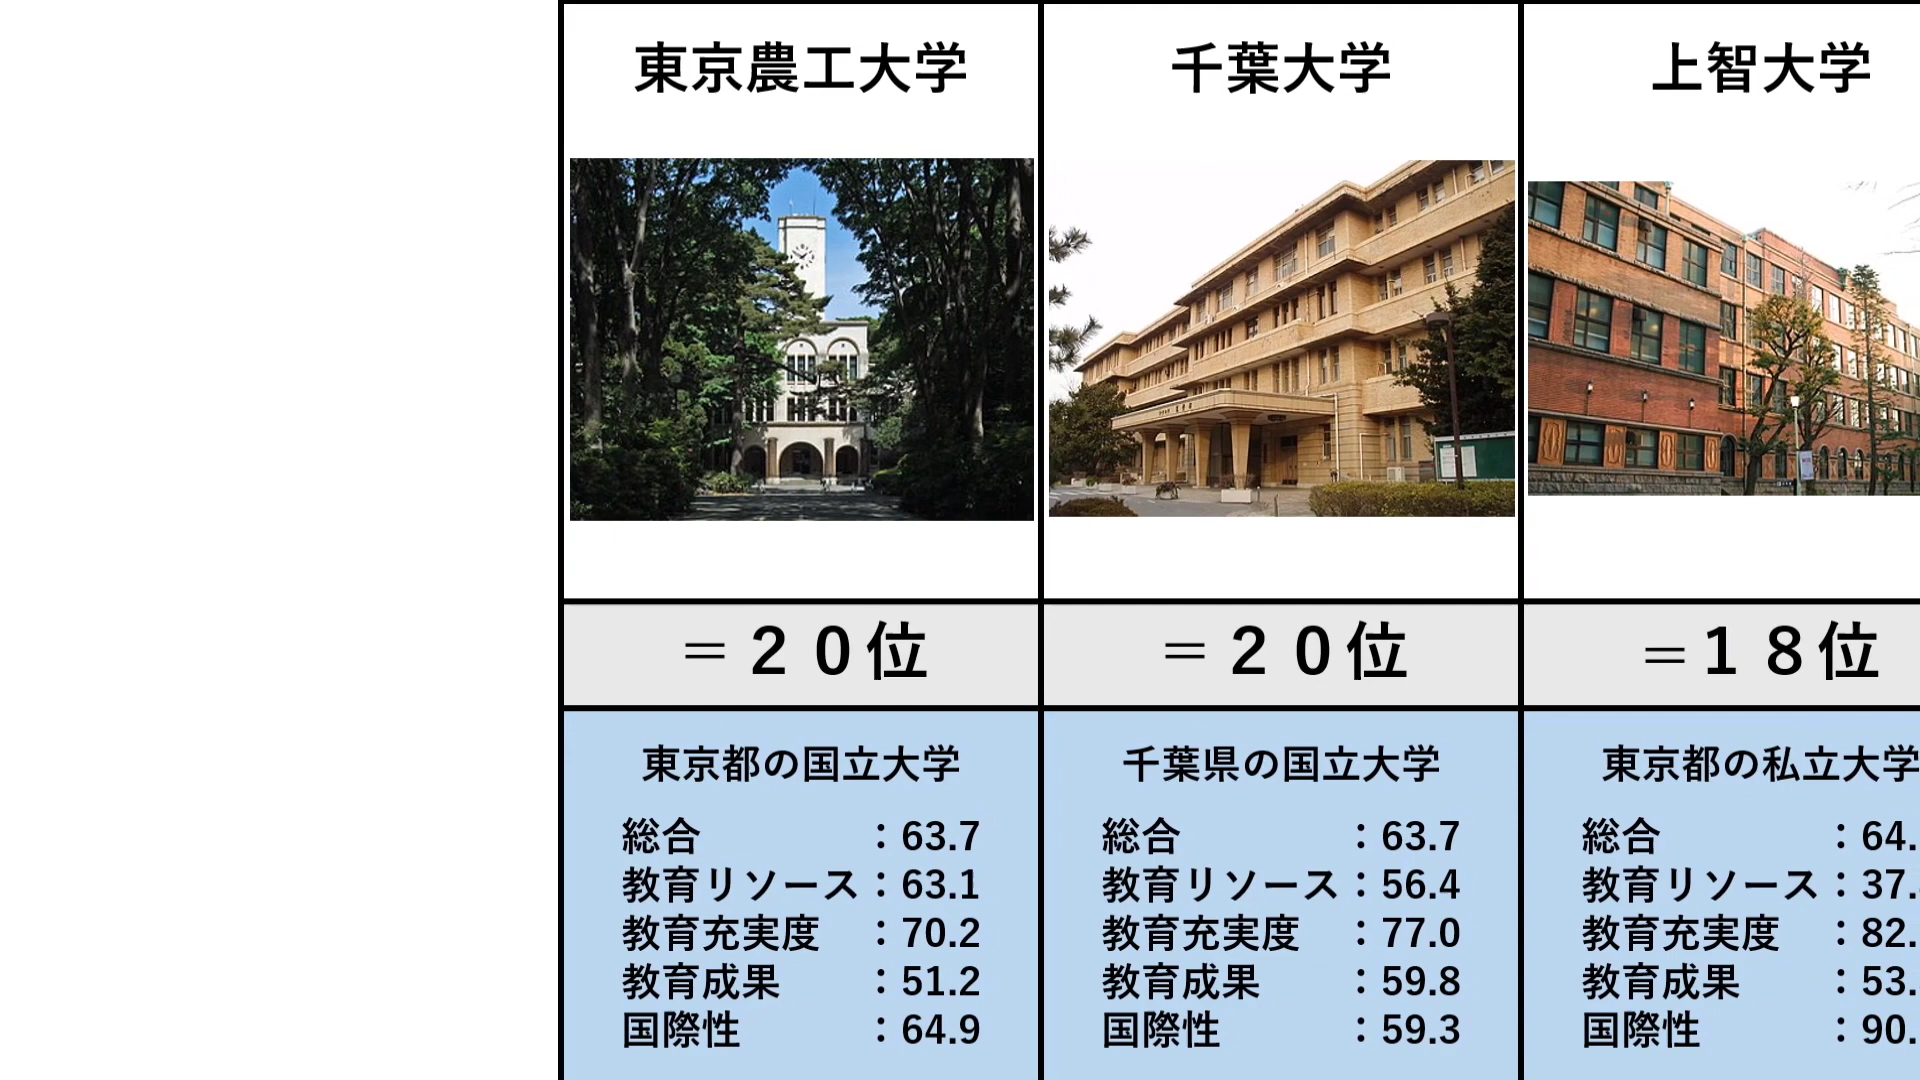 東京農工大学
＝２０位
東京都の国立大学
総合：63.7
教育リソース：63.1
教育充実度：70.2
教育成果：51.2
国際性：64.9
千葉大学
＝２０位
千葉県の国立大学
総合：63.7
教育リソース：56.4
教育充実度：77.0
教育成果：59.8
国際性：59.3
上智大学
＝１８位
東京都の私立大学
総合：64.
教育リソース：37.
教育充実度：82.
教育成果：53.
国際性：90.